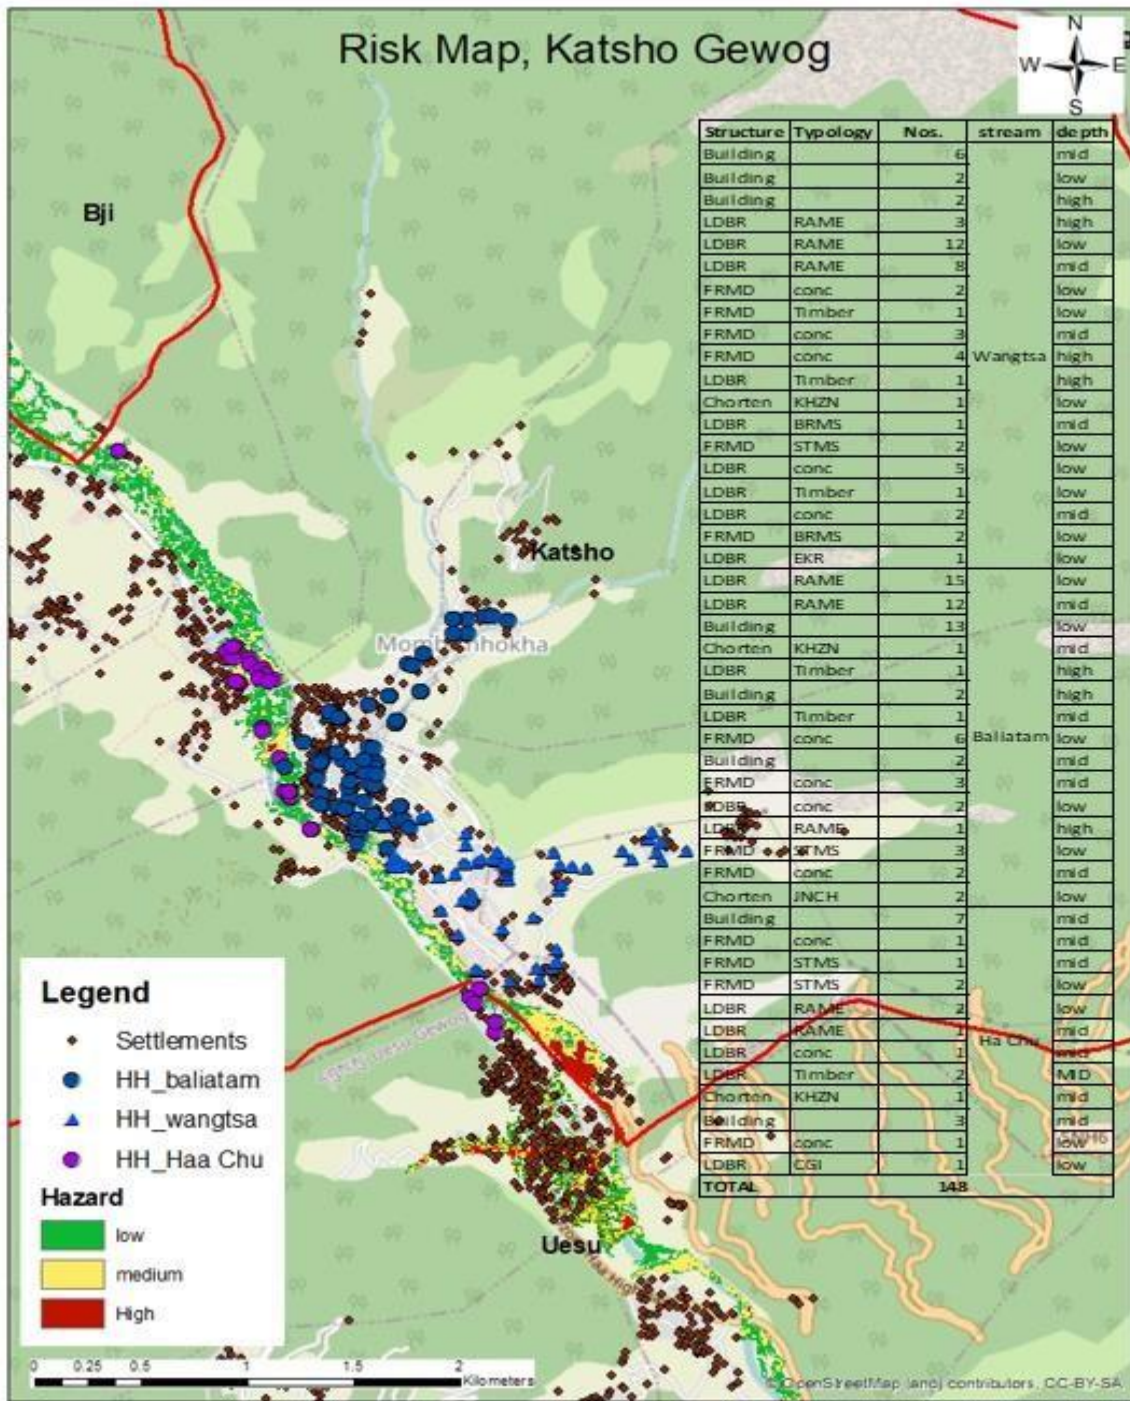 Risk Map, Katsho Gewog
N
W E
S
Structure Typology Nos. stream depth
Building 6 mid
Building 2 low
Building 2 high
LDBR RAME 3 high
LDBR RAME 12 low
LDBR RAME 8 mid
FRMD conc 2 low
FRMD Timber 1 low
FRMD conc 3 mid
FRMD conc 4 Wangtsa high
LDBR Timber 1 high
Chorten KHZN 1 low
LDBR BRMS 1 mid
FRMD STMS 2 low
LDBR conc 5 low
LDBR Timber 1 low
LDBR conc 2 mid
FRMD BRMS 2 low
LDBR EKR 1 low
LDBR RAME 15 low
LDBR RAME 12 mid
Building 13 low
Chorten KHZN 1 mid
LDBR Timber 1 high
Building 2 high
LDBR Timber 1 mid
FRMD conc 6 Baliatam low
Building 2 mid
FRMD conc 3 mid
LDBR conc 2 low
LDBR RAME 1 high
FRMD STMS 3 low
FRMD conc 2 mid
Chorten JNCH 2 low
Building 7 mid
FRMD conc 1 mid
FRMD STMS 1 mid
FRMD STMS 2 low
LDBR RAME 2 low
LDBR RAME 1 mid
LDBR conc 1 Ha Chu mid
LDBR Timber 2 MID
Chorten KHZN 1 mid
Building 3 mid
FRMD conc 1 low
LDBR CGI 1 low
TOTAL 148
Bji
Katsho
Uesu Gewog
Uesu
Legend
Settlements
HH_baliatam
HH_wangtsa
HH_Haa Chu
Hazard
low
medium
High
0 0.25 0.5 1 1.5 2
Kilometers
OpenStreetMap (and) contributors, CC-BY-SA